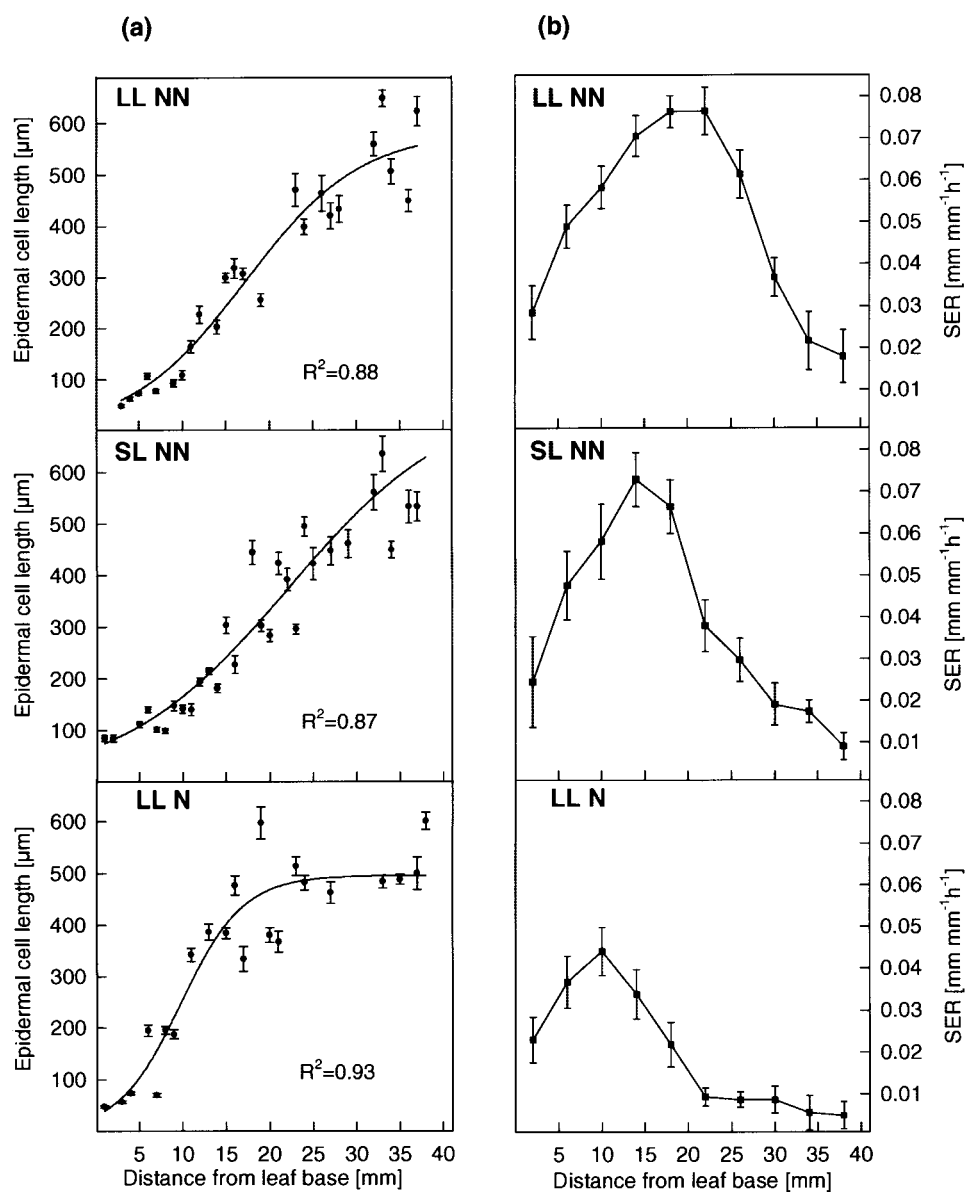 (a)
(b)
LL NN
600
500
300
200
100
Epidermal cell length [µm]
R²=0.88
SL NN
600
500
400
300
200
100
Epidermal cell length [µm]
R²=0.87
LL N
600
500
300
200
100
Epidermal cell length [µm]
R²=0.93
5 10 15 20 25 30 35 40
Distance from leaf base [mm]
LL NN
0.08
0.07
0.06
0.05
0.04
0.03
0.02
0.01
SER [mm mm⁻¹h⁻¹]
SL NN
0.08
0.07
0.06
0.05
0.04
0.03
0.02
0.01
SER [mm mm⁻¹h⁻¹]
LL N
0.08
0.07
0.06
0.05
0.04
0.03
0.02
0.01
SER [mm mm⁻¹h⁻¹]
5 10 15 20 25 30 35 40
Distance from leaf base [mm]